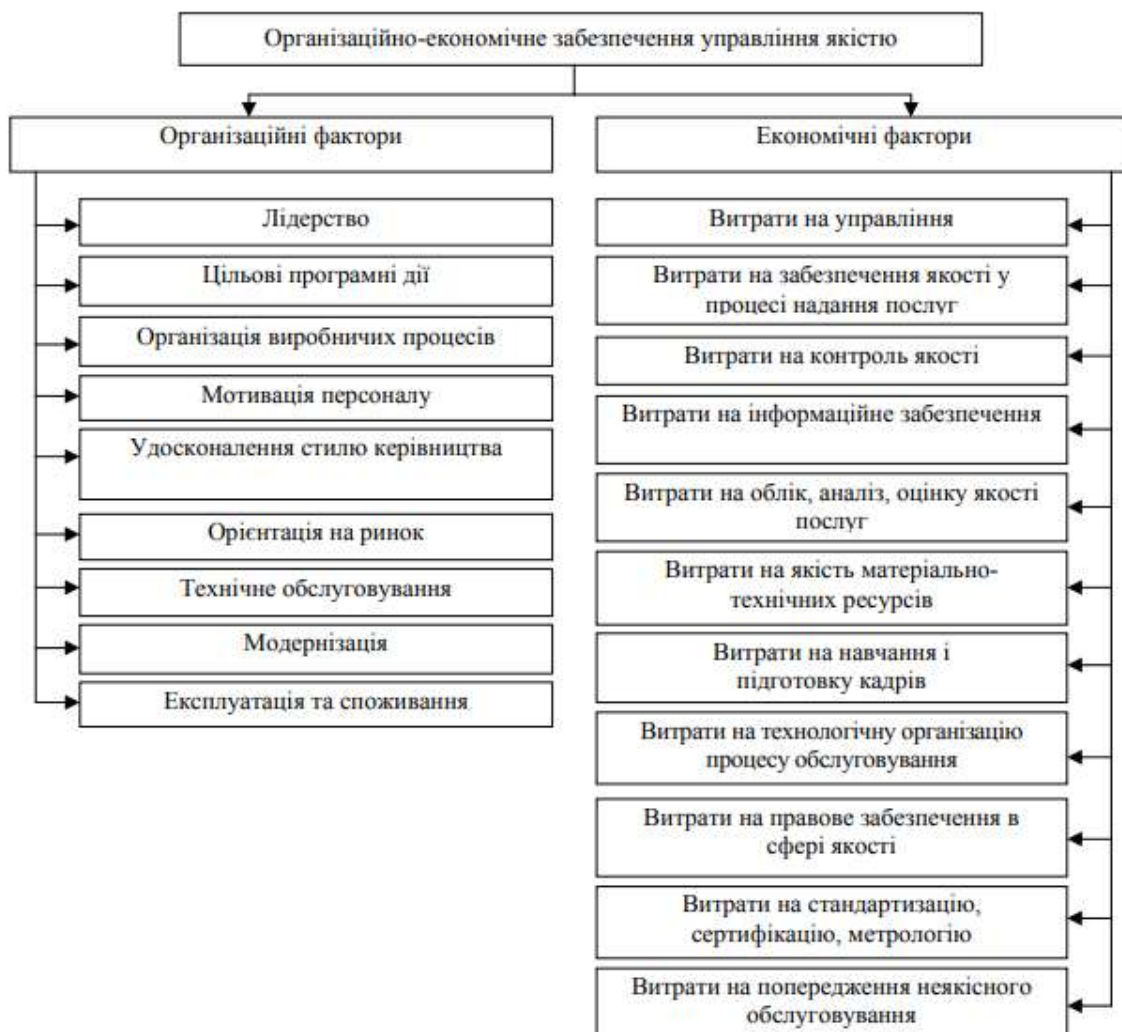 Організаційно-економічне забезпечення управління якістю
Організаційні фактори
Лідерство
Цільові програмні дії
Організація виробничих процесів
Мотивація персоналу
Удосконалення стилю керівництва
Орієнтація на ринок
Технічне обслуговування
Модернізація
Експлуатація та споживання
Економічні фактори
Витрати на управління
Витрати на забезпечення якості у
процесі надання послуг
Витрати на контроль якості
Витрати на інформаційне забезпечення
Витрати на облік, аналіз, оцінку якості
послуг
Витрати на якість матеріально-
технічних ресурсів
Витрати на навчання і
підготовку кадрів
Витрати на технологічну організацію
процесу обслуговування
Витрати на правове забезпечення в
сфері якості
Витрати на стандартизацію,
сертифікацію, метрологію
Витрати на попередження неякісного
обслуговування